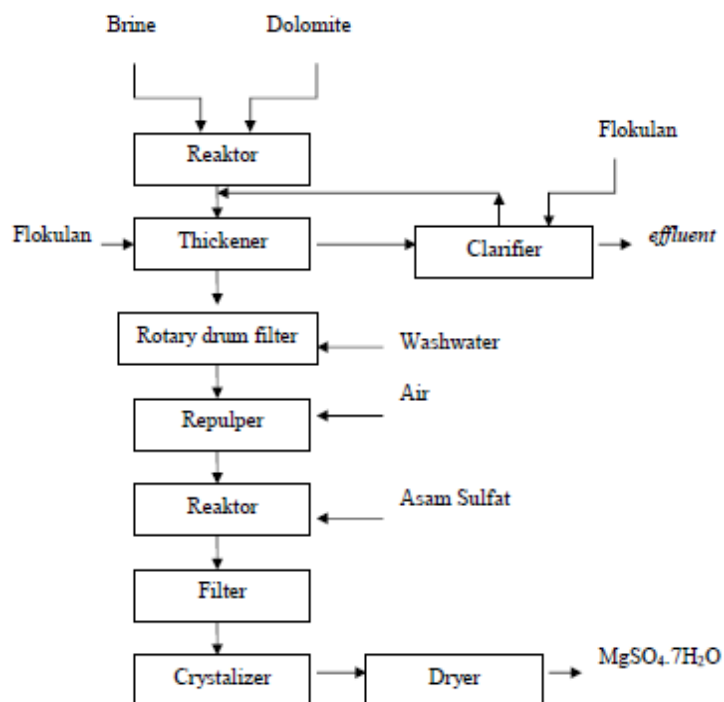 Brine
Dolomite
Reaktor
Flokulan
Flokulan
Thickener
Clarifier
effluent
Rotary drum filter
Washwater
Air
Repulper
Reaktor
Asam Sulfat
Filter
MgSO₄.7H₂O
Crystalizer
Dryer